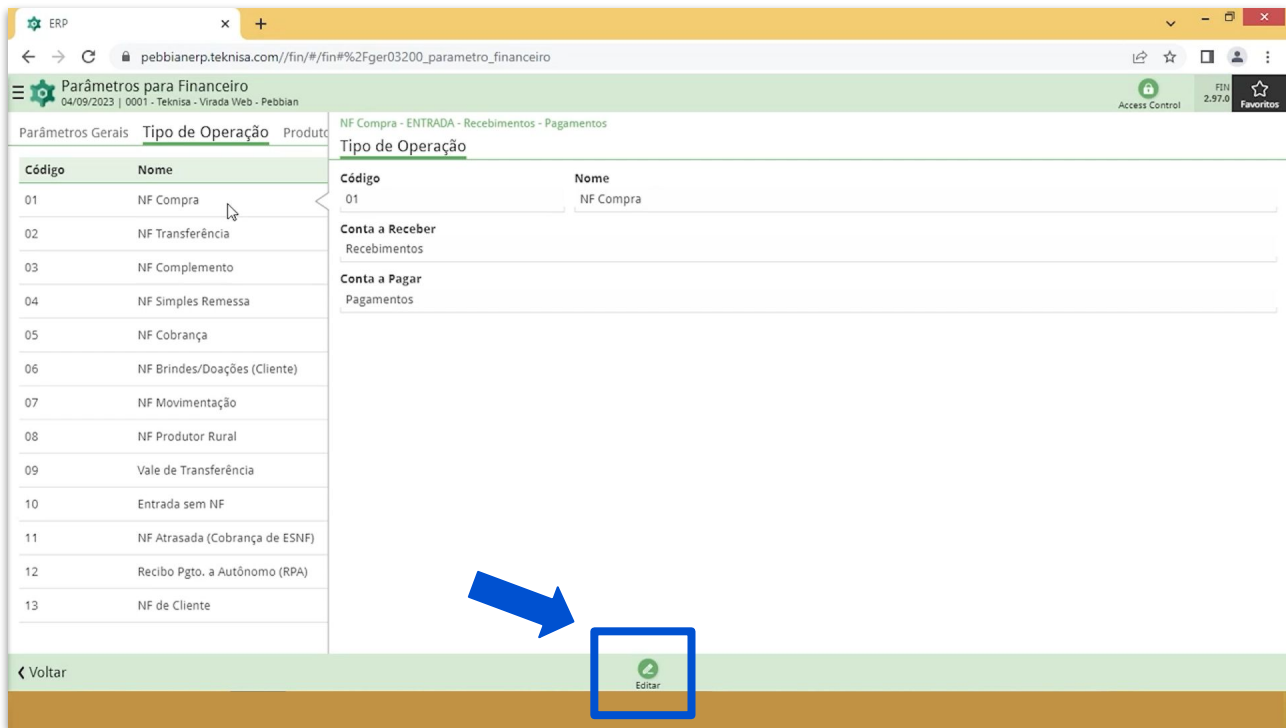 ERP
pebbianerp.teknisa.com//fin/#/fin#%2Fger03200_parametro_financeiro
Parâmetros para Financeiro
04/09/2023 | 0001 - Teknisa - Virada Web - Pebbian
Access Control
FIN
2.97.0
Favoritos
Parâmetros Gerais Tipo de Operação Produto
Código Nome
01 NF Compra
02 NF Transferência
03 NF Complemento
04 NF Simples Remessa
05 NF Cobrança
06 NF Brindes/Doações (Cliente)
07 NF Movimentação
08 NF Produtor Rural
09 Vale de Transferência
10 Entrada sem NF
11 NF Atrasada (Cobrança de ESNF)
12 Recibo Pgto. a Autônomo (RPA)
13 NF de Cliente
NF Compra - ENTRADA - Recebimentos - Pagamentos
Tipo de Operação
Código Nome
01 NF Compra
Conta a Receber
Recebimentos
Conta a Pagar
Pagamentos
Voltar
Editar